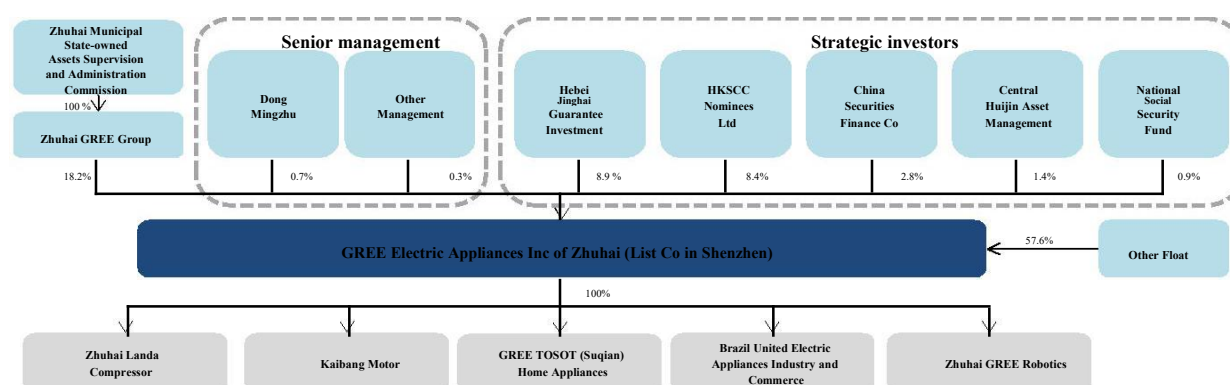 Zhuhai Municipal
State-owned
Assets Supervision
and Administration
Commission
100 %
Zhuhai GREE Group
18.2%
Senior management
Dong
Mingzhu
0.7%
Other
Management
0.3%
Strategic investors
Hebei
Jinghai
Guarantee
Investment
8.9 %
HKSCC
Nominees
Ltd
8.4%
China
Securities
Finance Co
2.8%
Central
Huijin Asset
Management
1.4%
National
Social
Security
Fund
0.9%
GREE Electric Appliances Inc of Zhuhai (List Co in Shenzhen)
57.6%
Other Float
100%
Zhuhai Landa
Compressor
Kaibang Motor
GREE TOSOT (Suqian)
Home Appliances
Brazil United Electric
Appliances Industry and
Commerce
Zhuhai GREE Robotics